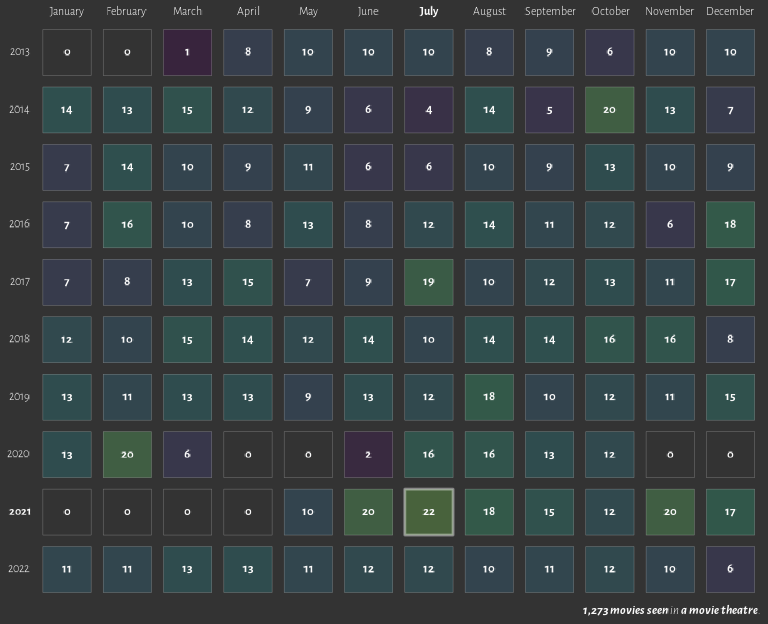 January February March April May June July August September October November December
2013 0 0 1 8 10 10 10 8 9 6 10 10
2014 14 13 15 12 9 6 4 14 5 20 13 7
2015 7 14 10 9 11 6 6 10 9 13 10 9
2016 7 16 10 8 13 8 12 14 11 12 6 18
2017 7 8 13 15 7 9 19 10 12 13 11 17
2018 12 10 15 14 12 14 10 14 14 16 16 8
2019 13 11 13 13 9 13 12 18 10 12 11 15
2020 13 20 6 0 0 2 16 16 13 12 0 0
2021 0 0 0 0 10 20 22 18 15 12 20 17
2022 11 11 13 13 11 12 12 10 11 12 10 6
1,273 movies seen in a movie theatre.